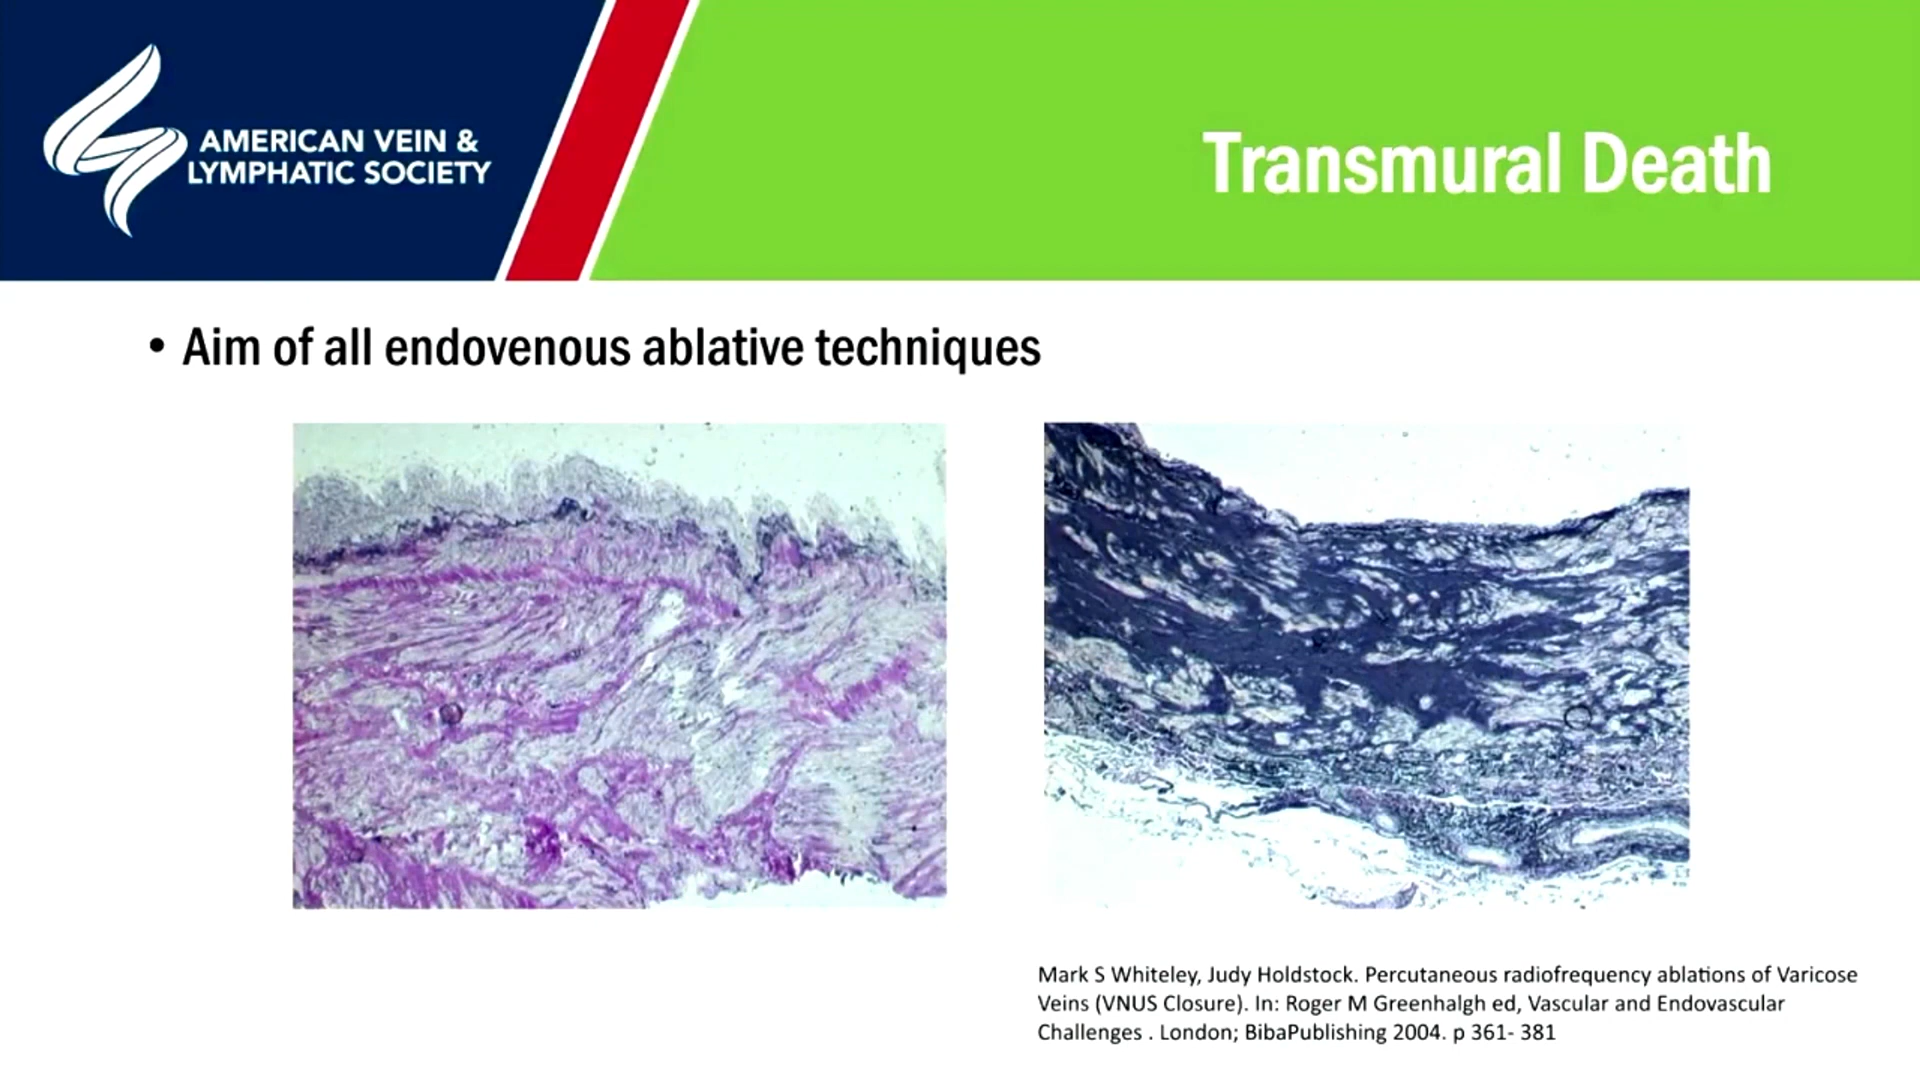 AMERICAN VEIN &
LYMPHATIC SOCIETY
Transmural Death
• Aim of all endovenous ablative techniques
Mark S Whiteley, Judy Holdstock. Percutaneous radiofrequency ablations of Varicose
Veins (VNUS Closure). In: Roger M Greenhalgh ed, Vascular and Endovascular
Challenges . London; BibaPublishing 2004. p 361- 381